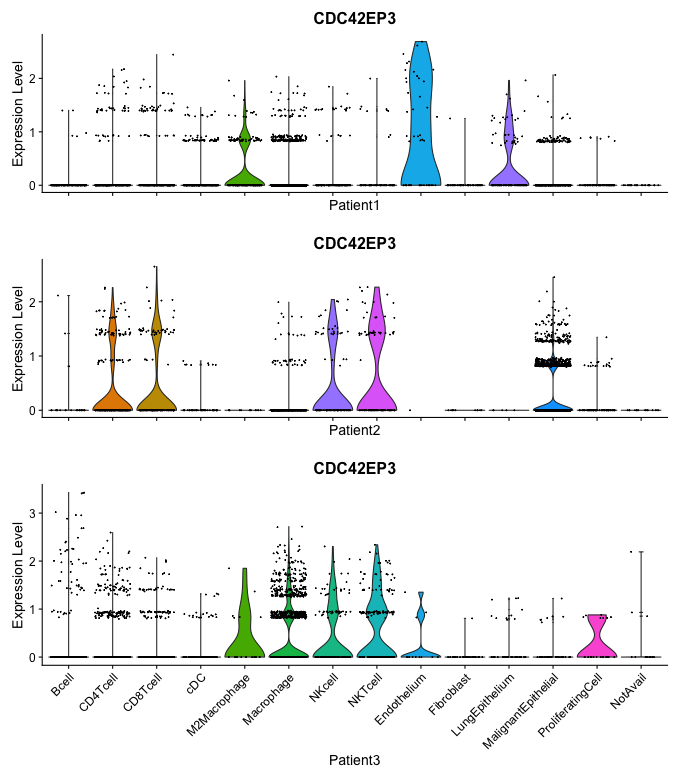 CDC42EP3
Expression Level
2
1
0
Patient1
CDC42EP3
Expression Level
2
1
0
Patient2
CDC42EP3
Expression Level
3
2
1
0
Bcell
CD4Tcell
CD8Tcell
cDC
M2Macrophage
Macrophage
NKcell
NKTcell
Endothelium
Fibroblast
LungEpithelium
MalignantEpithelial
ProliferatingCell
NotAvail
Patient3